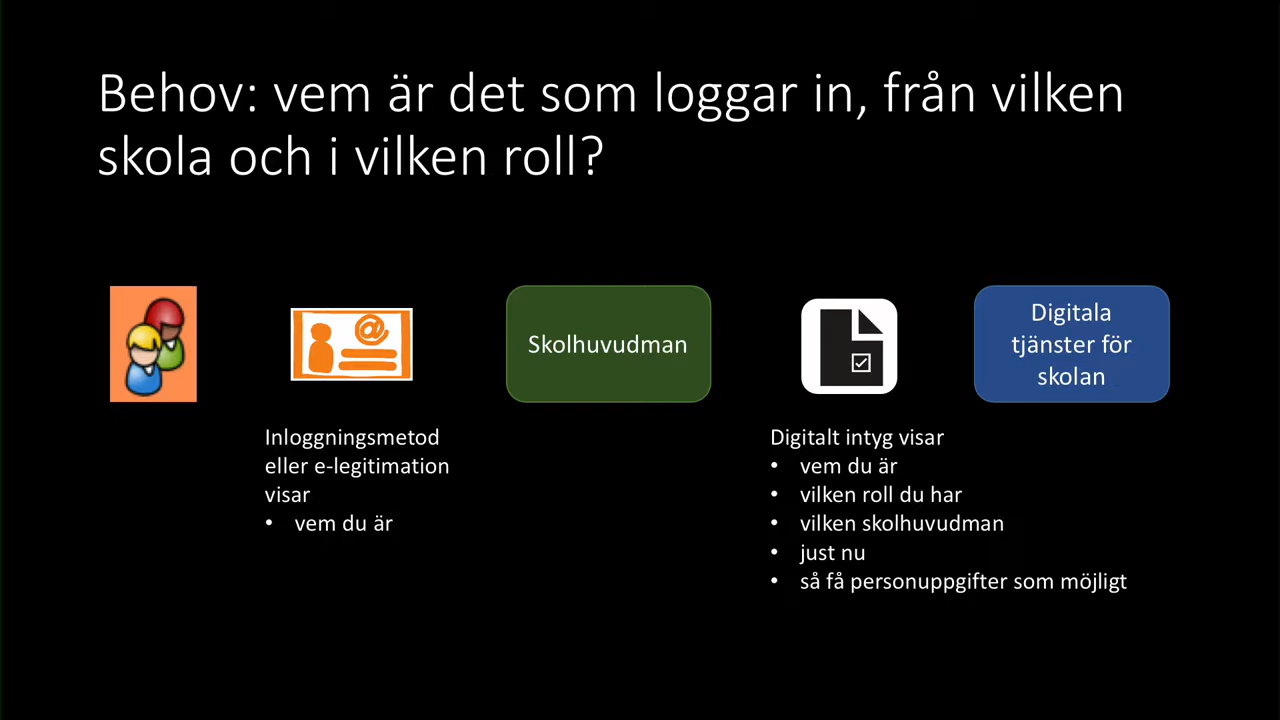 Behov: vem är det som loggar in, från vilken
skola och i vilken roll?
@
Skolhuvudman
Digitala
tjänster för
skolan
Inloggningsmetod
eller e-legitimation
visar
• vem du är
Digitalt intyg visar
• vem du är
• vilken roll du har
• vilken skolhuvudman
• just nu
• så få personuppgifter som möjligt